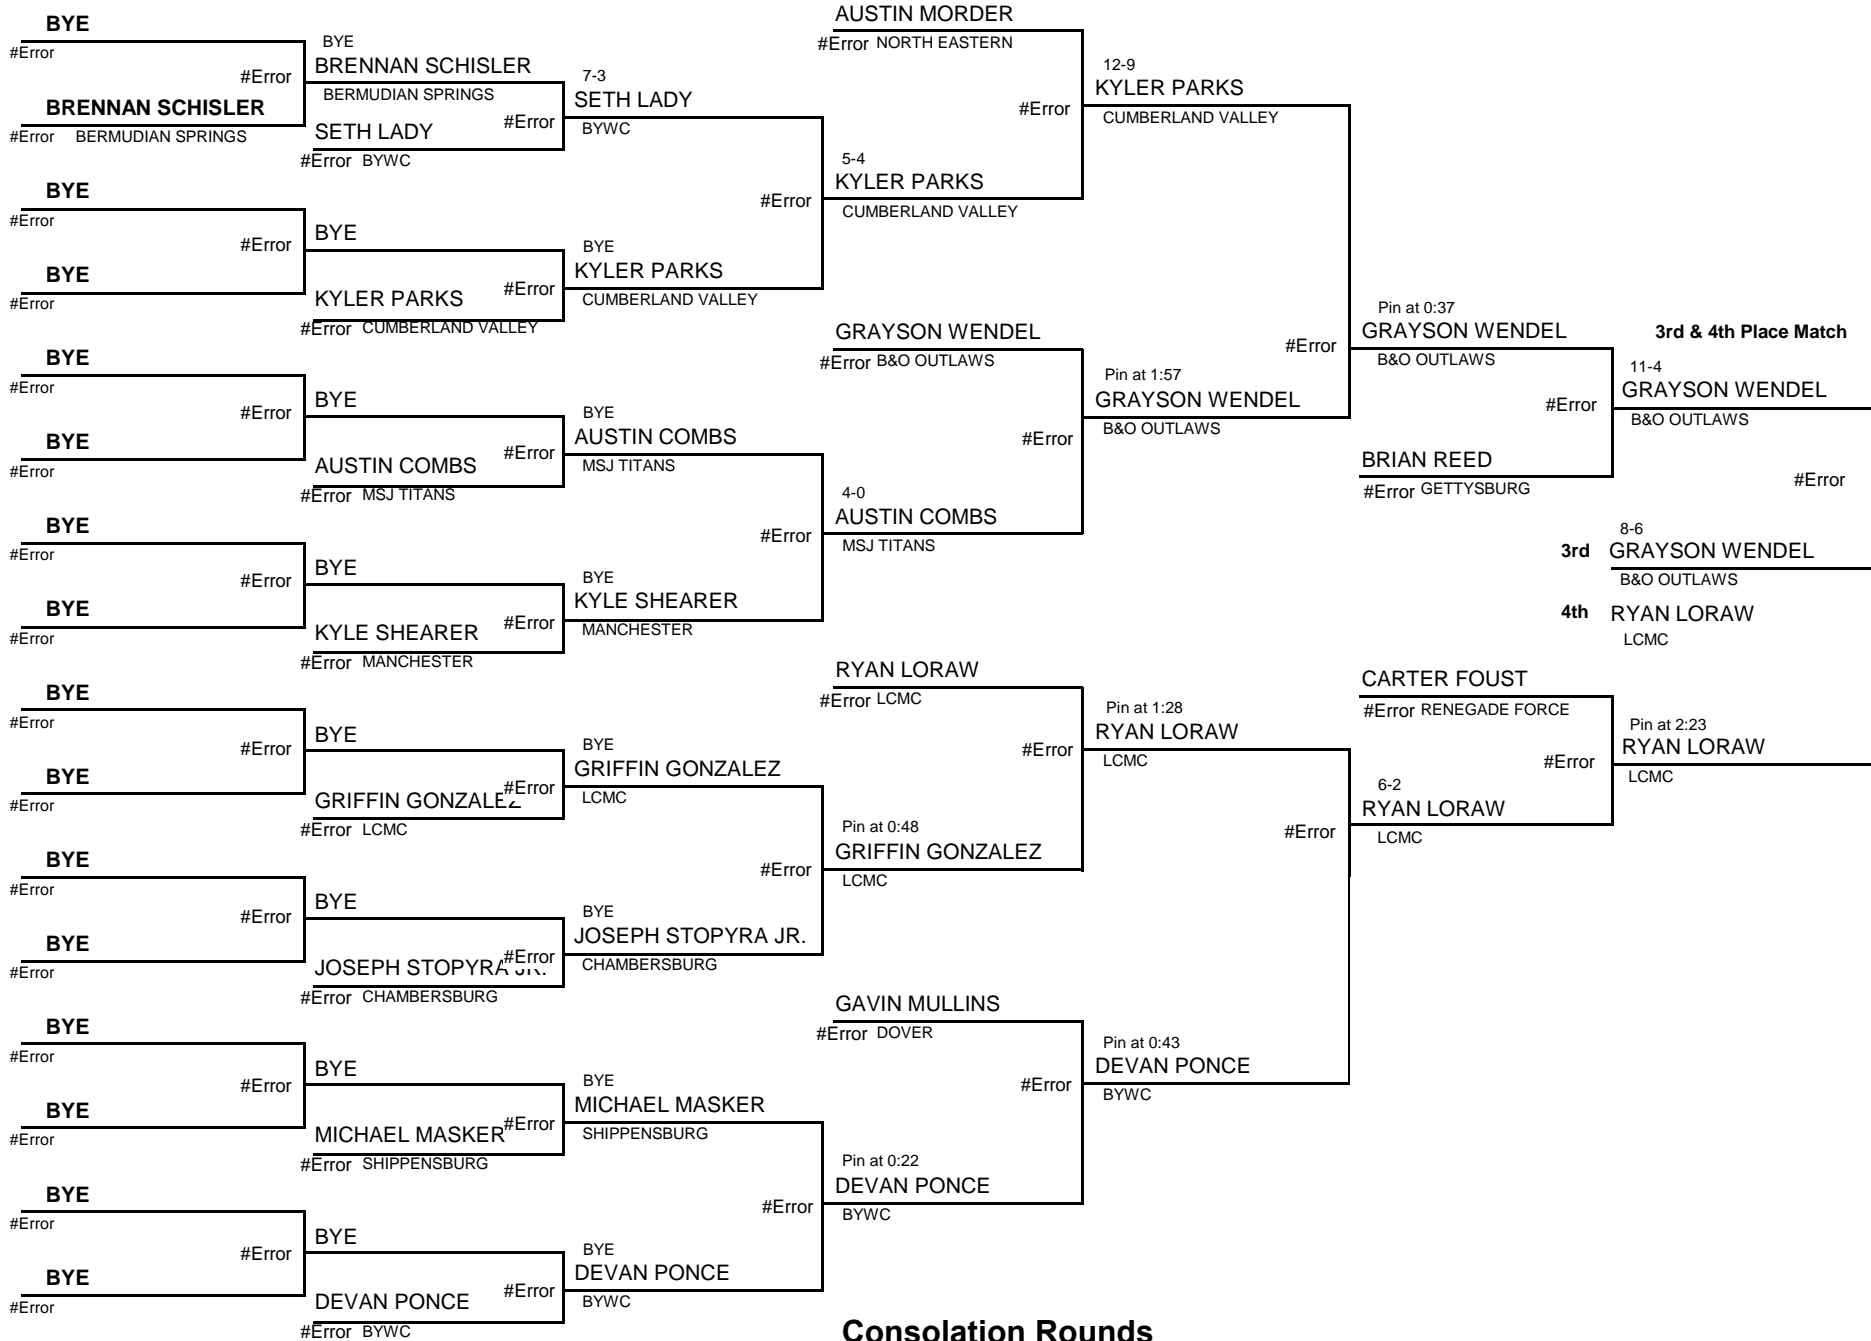 BYE
#Error
#Error
BRENNAN SCHISLER
#Error BERMUDIAN SPRINGS
BYE
#Error
#Error
BYE
#Error
BYE
#Error
#Error
BYE
#Error
BYE
#Error
#Error
BYE
#Error
BYE
#Error
#Error
BYE
#Error
BYE
#Error
#Error
BYE
#Error
BYE
#Error
#Error
BYE
#Error
BYE
#Error
#Error
BYE
#Error
BYE
BRENNAN SCHISLER
BERMUDIAN SPRINGS
#Error
SETH LADY
#Error BYWC
BYE
#Error
KYLER PARKS
#Error CUMBERLAND VALLEY
BYE
#Error
AUSTIN COMBS
#Error MSJ TITANS
BYE
#Error
KYLE SHEARER
#Error MANCHESTER
BYE
#Error
GRIFFIN GONZALEZ
#Error LCMC
BYE
#Error
JOSEPH STOPYRA JR.
#Error CHAMBERSBURG
BYE
#Error
MICHAEL MASKER
#Error SHIPPENSBURG
BYE
#Error
DEVAN PONCE
#Error BYWC
7-3
SETH LADY
BYWC
#Error
BYE
KYLER PARKS
CUMBERLAND VALLEY
BYE
AUSTIN COMBS
MSJ TITANS
#Error
BYE
KYLE SHEARER
MANCHESTER
BYE
GRIFFIN GONZALEZ
LCMC
#Error
BYE
JOSEPH STOPYRA JR.
CHAMBERSBURG
BYE
MICHAEL MASKER
SHIPPENSBURG
#Error
BYE
DEVAN PONCE
BYWC
AUSTIN MORDER
#Error NORTH EASTERN
#Error
5-4
KYLER PARKS
CUMBERLAND VALLEY
GRAYSON WENDEL
#Error B&O OUTLAWS
#Error
4-0
AUSTIN COMBS
MSJ TITANS
RYAN LORAW
#Error LCMC
#Error
Pin at 0:48
GRIFFIN GONZALEZ
LCMC
GAVIN MULLINS
#Error DOVER
#Error
Pin at 0:22
DEVAN PONCE
BYWC
12-9
KYLER PARKS
CUMBERLAND VALLEY
#Error
Pin at 1:57
GRAYSON WENDEL
B&O OUTLAWS
Pin at 1:28
RYAN LORAW
LCMC
#Error
Pin at 0:43
DEVAN PONCE
BYWC
Pin at 0:37
GRAYSON WENDEL
B&O OUTLAWS
#Error
BRIAN REED
#Error GETTYSBURG
CARTER FOUST
#Error RENEGADE FORCE
#Error
6-2
RYAN LORAW
LCMC
3rd & 4th Place Match
11-4
GRAYSON WENDEL
B&O OUTLAWS
#Error
8-6
3rd GRAYSON WENDEL
B&O OUTLAWS
4th RYAN LORAW
LCMC
Pin at 2:23
RYAN LORAW
LCMC
Consolation Rounds